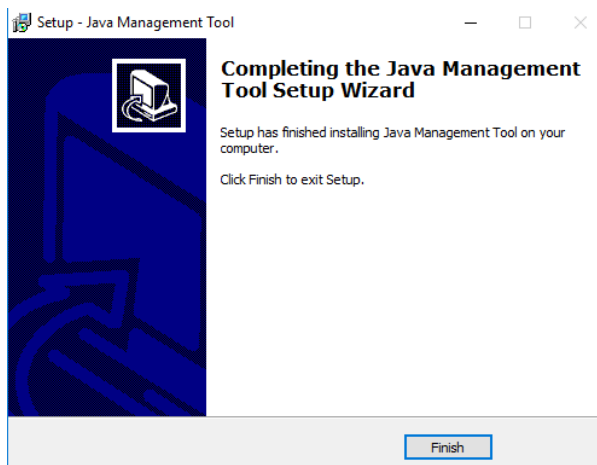 Setup - Java Management Tool
Completing the Java Management
Tool Setup Wizard
Setup has finished installing Java Management Tool on your
computer.
Click Finish to exit Setup.
Finish